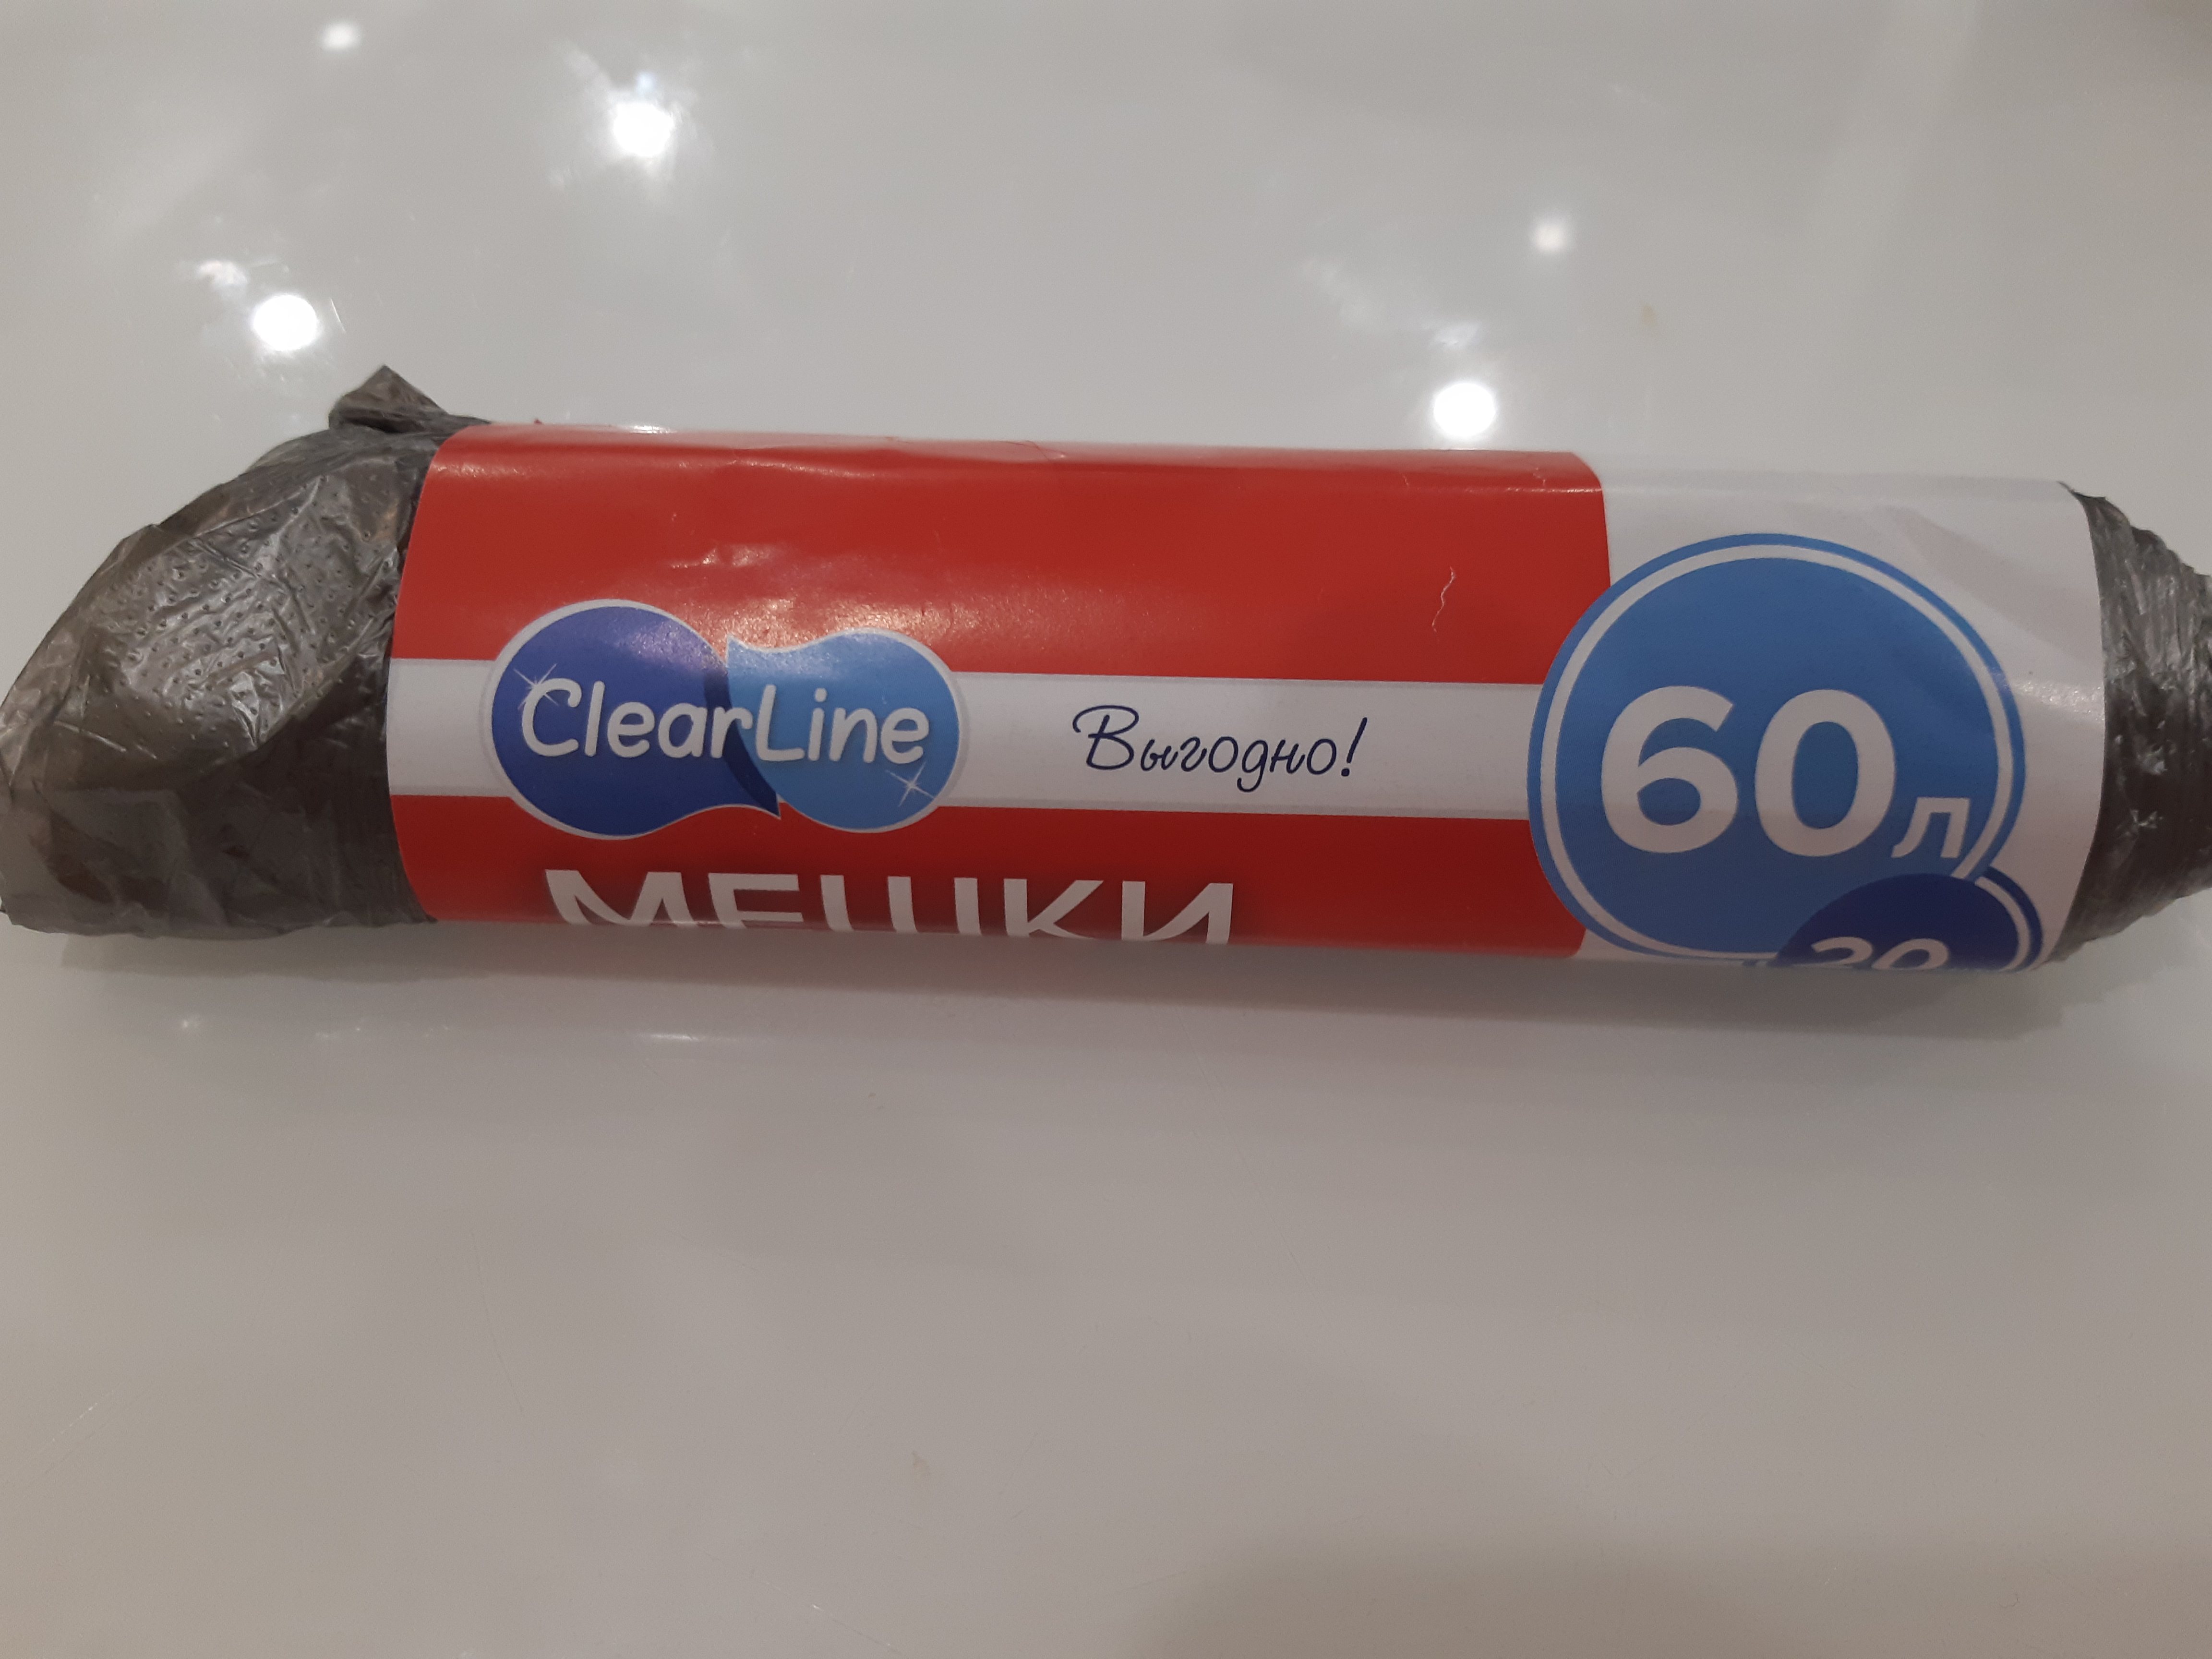 ClearLine
Выгодно!
60л
МЕШКИ